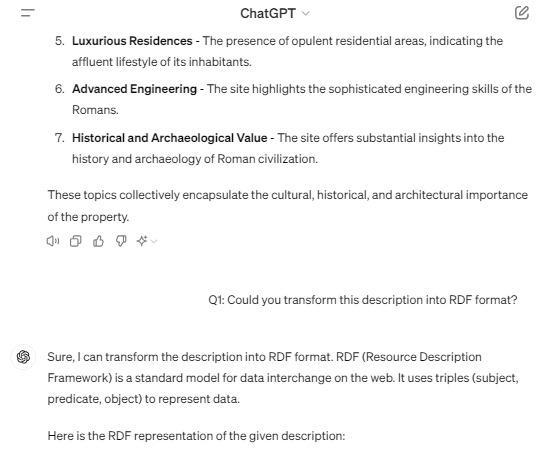 ChatGPT
5. Luxurious Residences - The presence of opulent residential areas, indicating the
affluent lifestyle of its inhabitants.
6. Advanced Engineering - The site highlights the sophisticated engineering skills of the
Romans.
7. Historical and Archaeological Value - The site offers substantial insights into the
history and archaeology of Roman civilization.
These topics collectively encapsulate the cultural, historical, and architectural importance
of the property.
Q1: Could you transform this description into RDF format?
Sure, I can transform the description into RDF format. RDF (Resource Description
Framework) is a standard model for data interchange on the web. It uses triples (subject,
predicate, object) to represent data.
Here is the RDF representation of the given description: